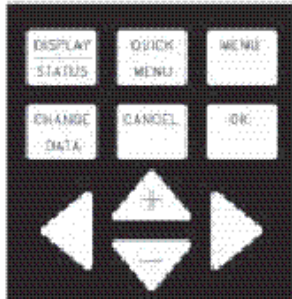 DISPLAY
STATUS
QUICK
MENU
MENU
CHANGE
DATA
CANCEL
OK
+
-